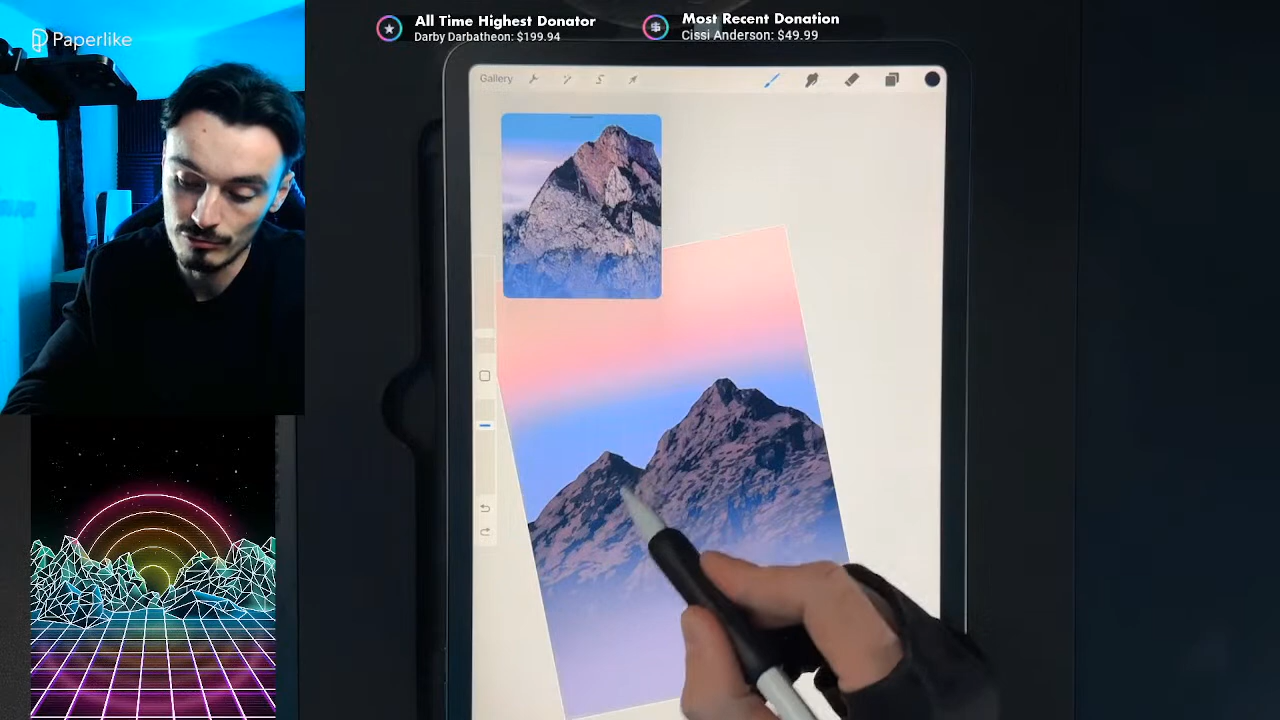 Paperlike
All Time Highest Donator
Darby Darbatheon: $199.94
Most Recent Donation
Cissi Anderson: $49.99
Gallery